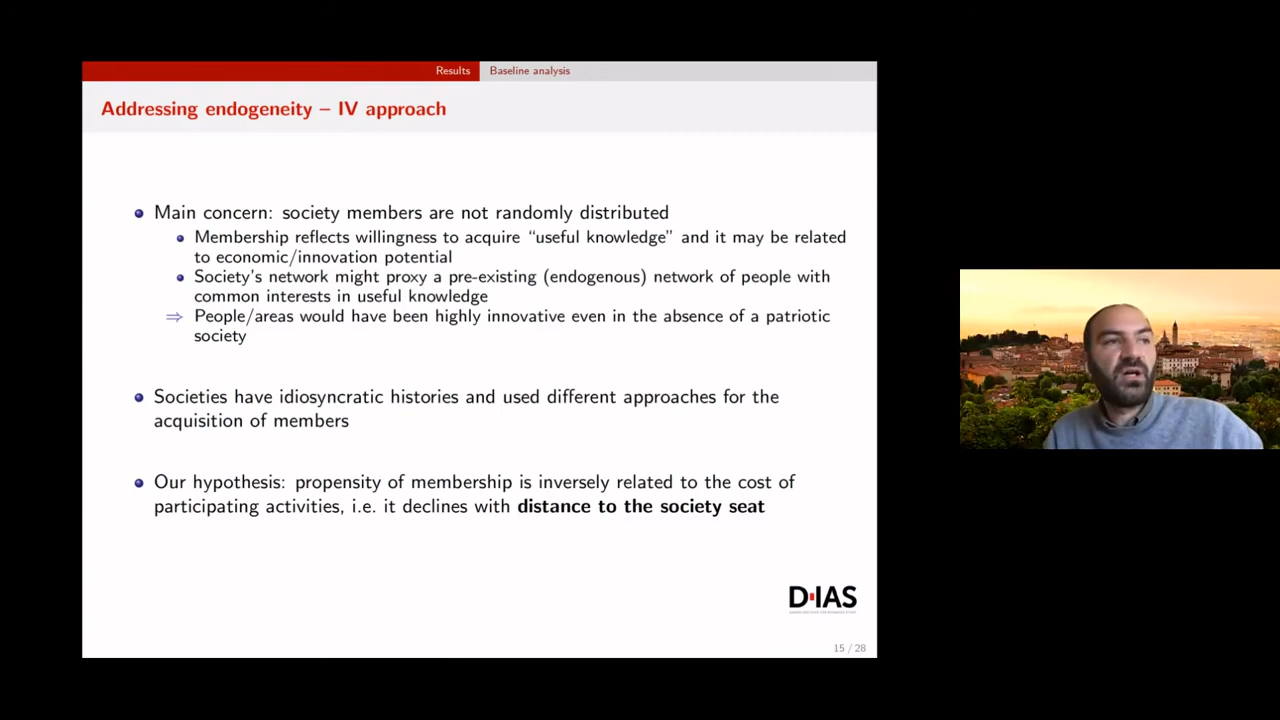 Results Baseline analysis
Addressing endogeneity – IV approach
Main concern: society members are not randomly distributed
Membership reflects willingness to acquire “useful knowledge” and it may be related
to economic/innovation potential
Society’s network might proxy a pre-existing (endogenous) network of people with
common interests in useful knowledge
⇒ People/areas would have been highly innovative even in the absence of a patriotic
society
Societies have idiosyncratic histories and used different approaches for the
acquisition of members
Our hypothesis: propensity of membership is inversely related to the cost of
participating activities, i.e. it declines with distance to the society seat
D·IAS
15 / 28